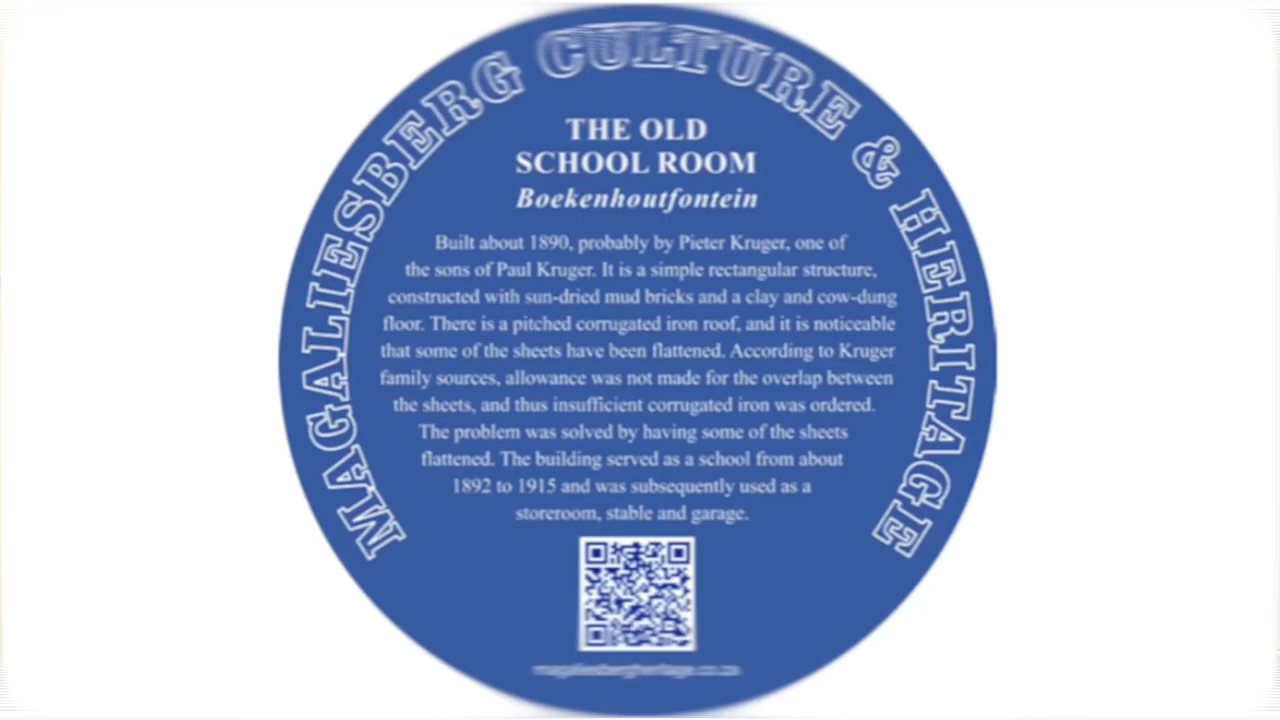 MAGALIESBERG CULTURE & HERITAGE
THE OLD
SCHOOL ROOM
Boekenhoutfontein
Built about 1890, probably by Pieter Kruger, one of
the sons of Paul Kruger. It is a simple rectangular structure,
constructed with sun-dried mud bricks and a clay and cow-dung
floor. There is a pitched corrugated iron roof, and it is noticeable
that some of the sheets have been flattened. According to Kruger
family sources, allowance was not made for the overlap between
the sheets, and thus insufficient corrugated iron was ordered.
The problem was solved by having some of the sheets
flattened. The building served as a school from about
1892 to 1915 and was subsequently used as a
storeroom, stable and garage.